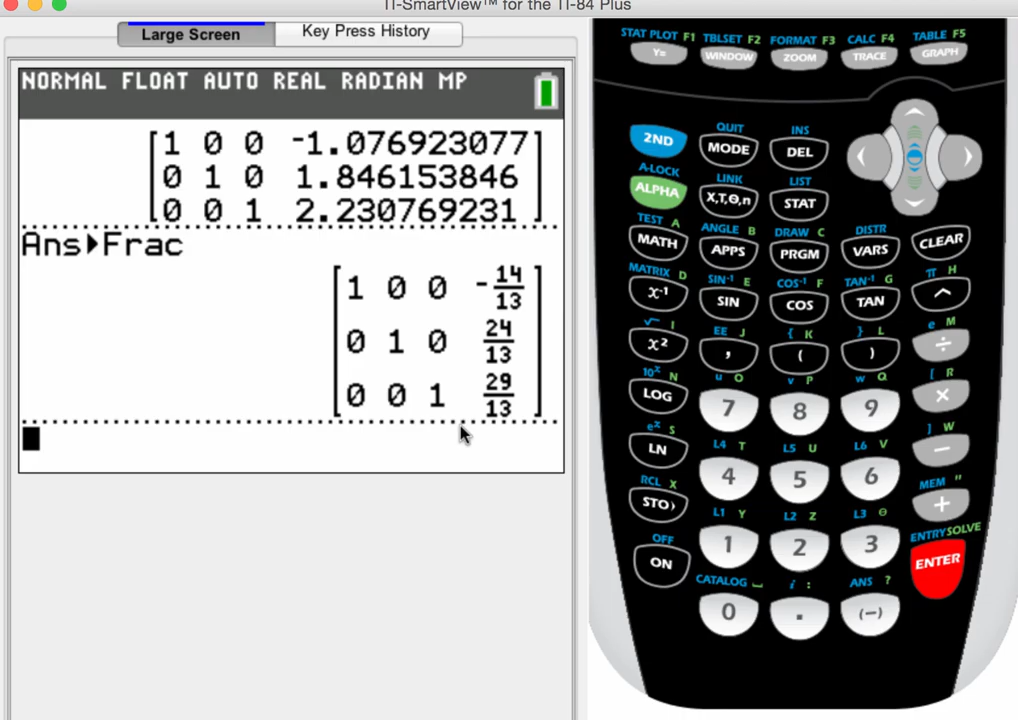 TI-SmartView™ for the TI-84 Plus
Large Screen
Key Press History
NORMAL FLOAT AUTO REAL RADIAN MP
[1 0 0 -1.076923077]
[0 1 0 1.846153846]
[0 0 1 2.230769231]
Ans▶Frac
[1 0 0 -14/13]
[0 1 0 24/13]
[0 0 1 29/13]
STAT PLOT F1 TBLSET F2 FORMAT F3 CALC F4 TABLE F5
Y= WINDOW ZOOM TRACE GRAPH
QUIT INS
2ND MODE DEL
A-LOCK LINK LIST
ALPHA X,T,Θ,n STAT
TEST A ANGLE B DRAW C DISTR
MATH APPS PRGM VARS CLEAR
MATRIX D SIN⁻¹ E COS⁻¹ F TAN⁻¹ G π H
x⁻¹ SIN COS TAN ^
√ I EE J { K } L e M
x² , ( ) ÷
10ˣ N u O v P w Q [ R
LOG 7 8 9 ×
eˣ S L4 T L5 U L6 V ] W
LN 4 5 6 −
RCL X L1 Y L2 Z L3 Θ MEM "
STO› 1 2 3 +
OFF CATALOG ⎵ i : ANS ? ENTRY SOLVE
ON 0 . (−) ENTER